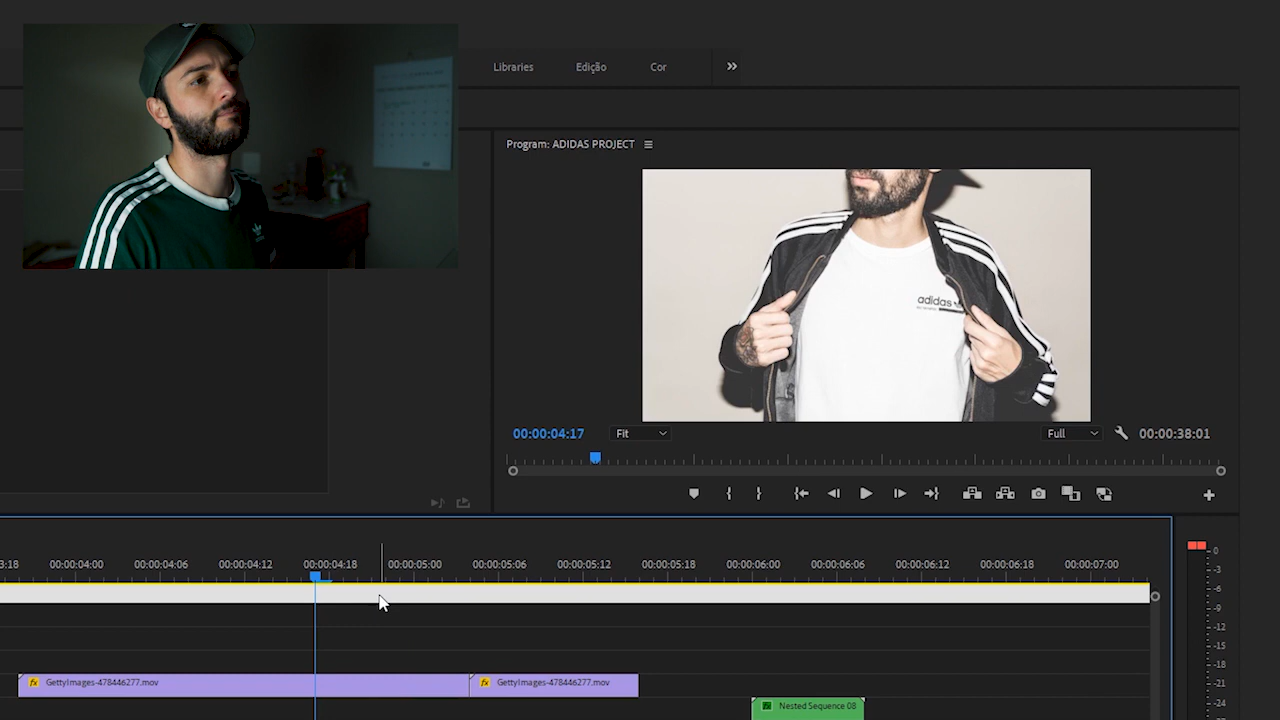 Libraries Edição Cor
Program: ADIDAS PROJECT
adidas
00:00:04:17 Fit Full 00:00:38:01
3:18 00:00:04:00 00:00:04:06 00:00:04:12 00:00:04:18 00:00:05:00 00:00:05:06 00:00:05:12 00:00:05:18 00:00:06:00 00:00:06:06 00:00:06:12 00:00:06:18 00:00:07:00
0
-3
-6
-9
-12
-15
-18
-21
-24
fx GettyImages-478446277.mov fx GettyImages-478446277.mov
Nested Sequence 08